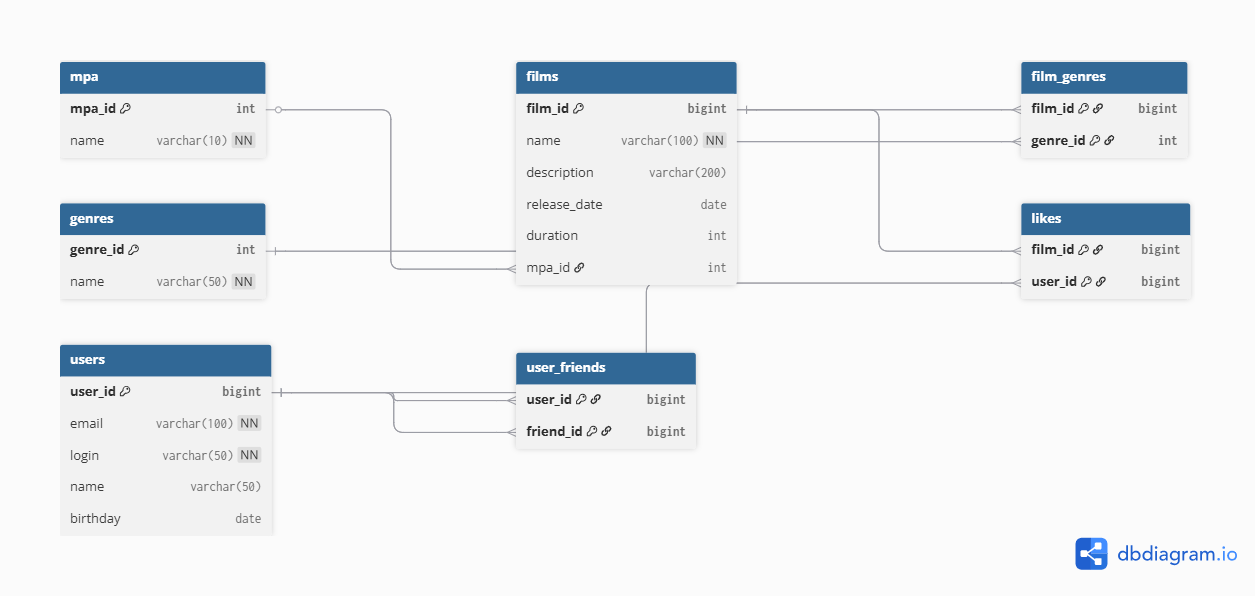 mpa
mpa_id int
name varchar(10) NN
genres
genre_id int
name varchar(50) NN
users
user_id bigint
email varchar(100) NN
login varchar(50) NN
name varchar(50)
birthday date
films
film_id bigint
name varchar(100) NN
description varchar(200)
release_date date
duration int
mpa_id int
user_friends
user_id bigint
friend_id bigint
film_genres
film_id bigint
genre_id int
likes
film_id bigint
user_id bigint
dbdiagram.io